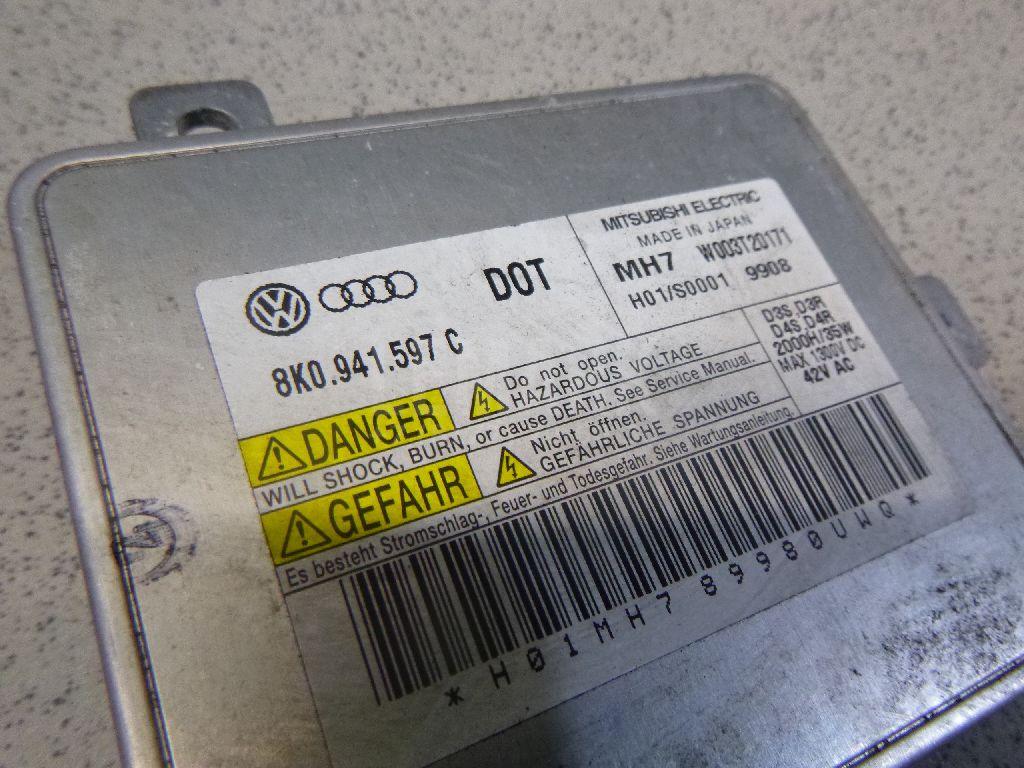 DOT
8K0.941.597 C
MITSUBISHI ELECTRIC
MADE IN JAPAN
MH7 W003T20171
H01/S0001 9908
D3S,D3R
D4S,D4R
2000H/35W
MAX 1300V DC
42V AC
DANGER
Do not open.
HAZARDOUS VOLTAGE
WILL SHOCK, BURN, or cause DEATH. See Service Manual.
GEFAHR
Nicht öffnen.
GEFÄHRLICHE SPANNUNG
Es besteht Stromschlag-, Feuer- und Todesgefahr. Siehe Wartungsanleitung.
*H01MH789980UWQ*